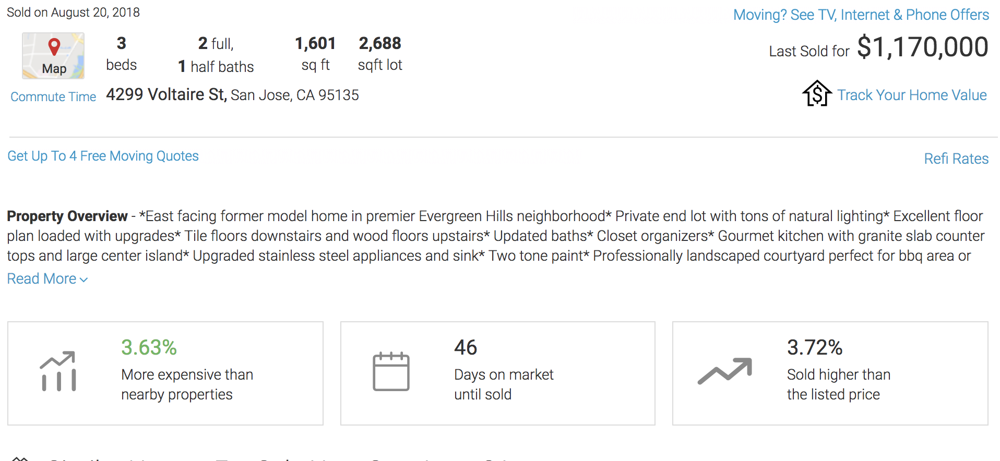 Sold on August 20, 2018
Moving? See TV, Internet & Phone Offers
3 beds
2 full, 1 half baths
1,601 sq ft
2,688 sqft lot
Last Sold for $1,170,000
Map
Commute Time
4299 Voltaire St, San Jose, CA 95135
Track Your Home Value
Get Up To 4 Free Moving Quotes
Refi Rates
Property Overview - *East facing former model home in premier Evergreen Hills neighborhood* Private end lot with tons of natural lighting* Excellent floor
plan loaded with upgrades* Tile floors downstairs and wood floors upstairs* Updated baths* Closet organizers* Gourmet kitchen with granite slab counter
tops and large center island* Upgraded stainless steel appliances and sink* Two tone paint* Professionally landscaped courtyard perfect for bbq area or
Read More
3.63%
More expensive than
nearby properties
46
Days on market
until sold
3.72%
Sold higher than
the listed price